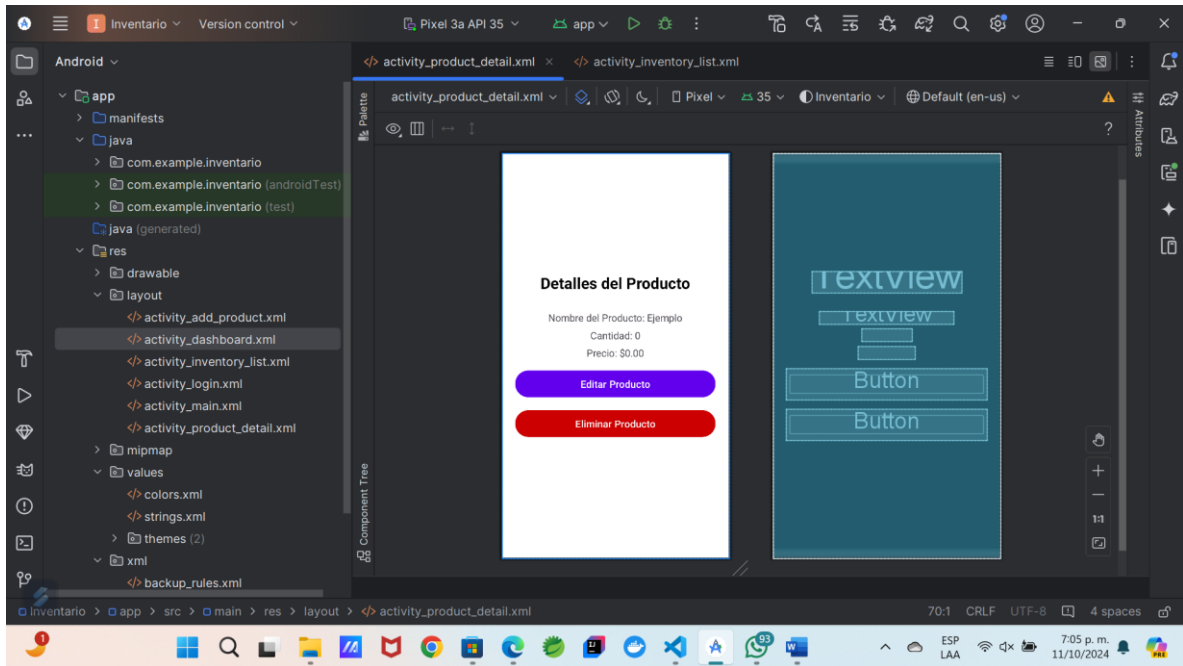 I Inventario Version control Pixel 3a API 35 app
Android
activity_product_detail.xml activity_inventory_list.xml
app
manifests
java
com.example.inventario
com.example.inventario (androidTest)
com.example.inventario (test)
java (generated)
res
drawable
layout
activity_add_product.xml
activity_dashboard.xml
activity_inventory_list.xml
activity_login.xml
activity_main.xml
activity_product_detail.xml
mipmap
values
colors.xml
strings.xml
themes (2)
xml
backup_rules.xml
Palette
activity_product_detail.xml Pixel 35 Inventario Default (en-us)
?
Attributes
Component Tree
Detalles del Producto
Nombre del Producto: Ejemplo
Cantidad: 0
Precio: $0.00
Editar Producto
Eliminar Producto
TextView
TextView
Button
Button
1:1
Inventario > app > src > main > res > layout > activity_product_detail.xml
70:1 CRLF UTF-8 4 spaces
93
ESP
LAA
7:05 p. m.
11/10/2024
PRE